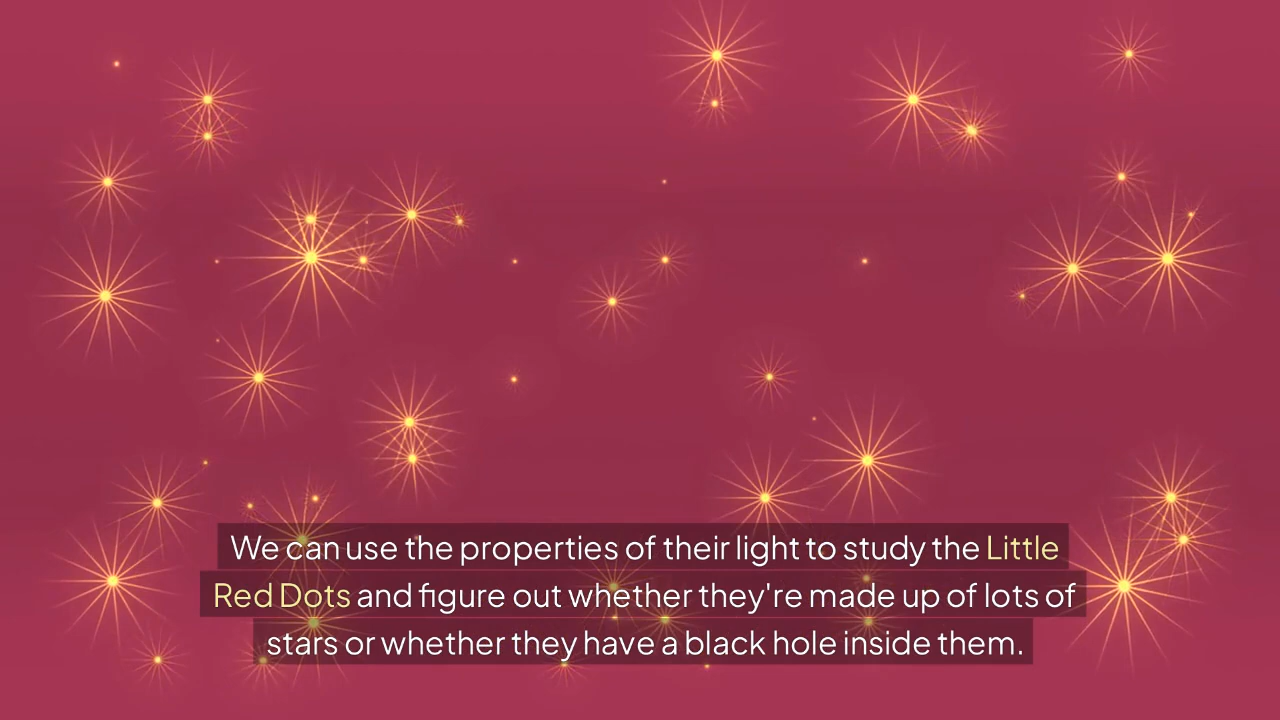 We can use the properties of their light to study the Little
Red Dots and figure out whether they're made up of lots of
stars or whether they have a black hole inside them.